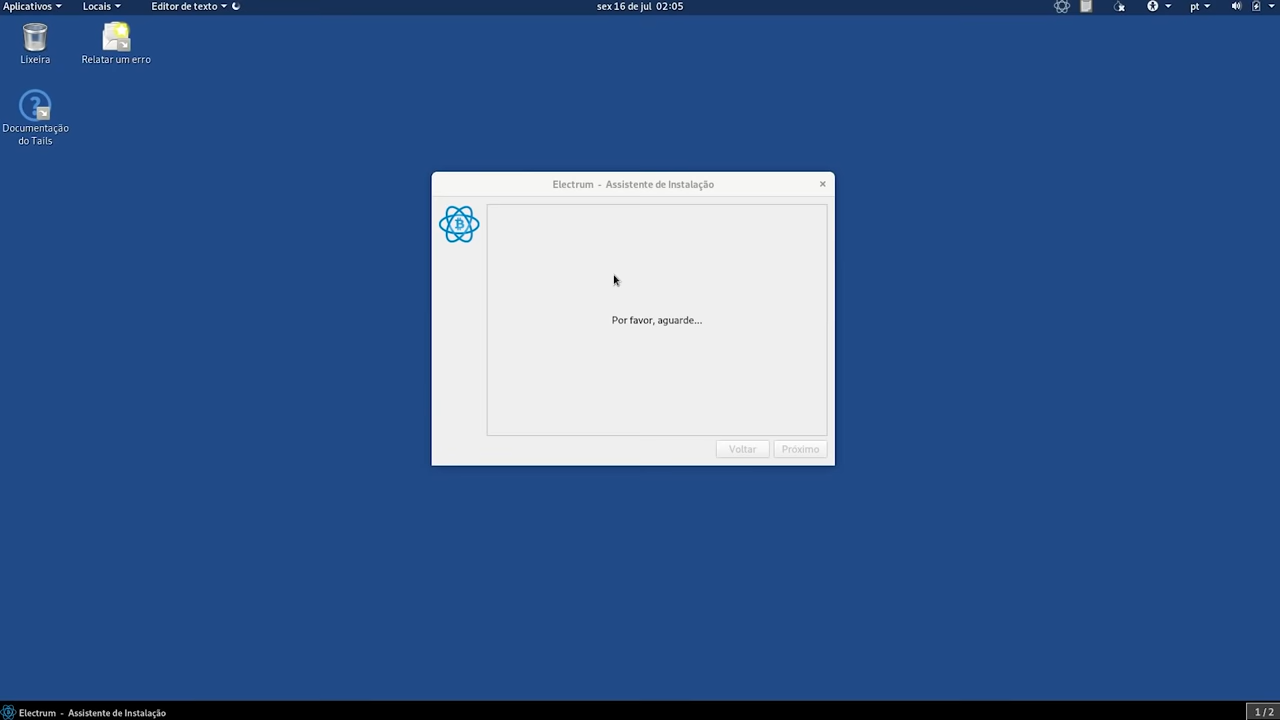 Aplicativos Locais Editor de texto sex 16 de jul 02:05 pt
Lixeira
Relatar um erro
Documentação
do Tails
Electrum - Assistente de Instalação
Por favor, aguarde...
Voltar Próximo
Electrum - Assistente de Instalação 1 / 2